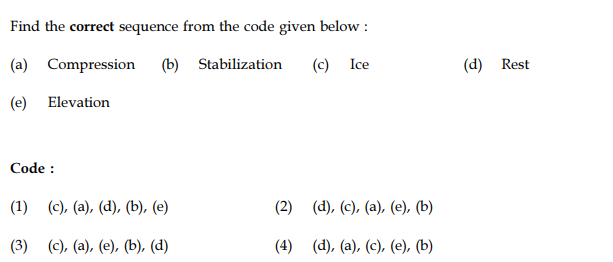 Find the correct sequence from the code given below :
(a) Compression (b) Stabilization (c) Ice (d) Rest
(e) Elevation
Code :
(1) (c), (a), (d), (b), (e) (2) (d), (c), (a), (e), (b)
(3) (c), (a), (e), (b), (d) (4) (d), (a), (c), (e), (b)